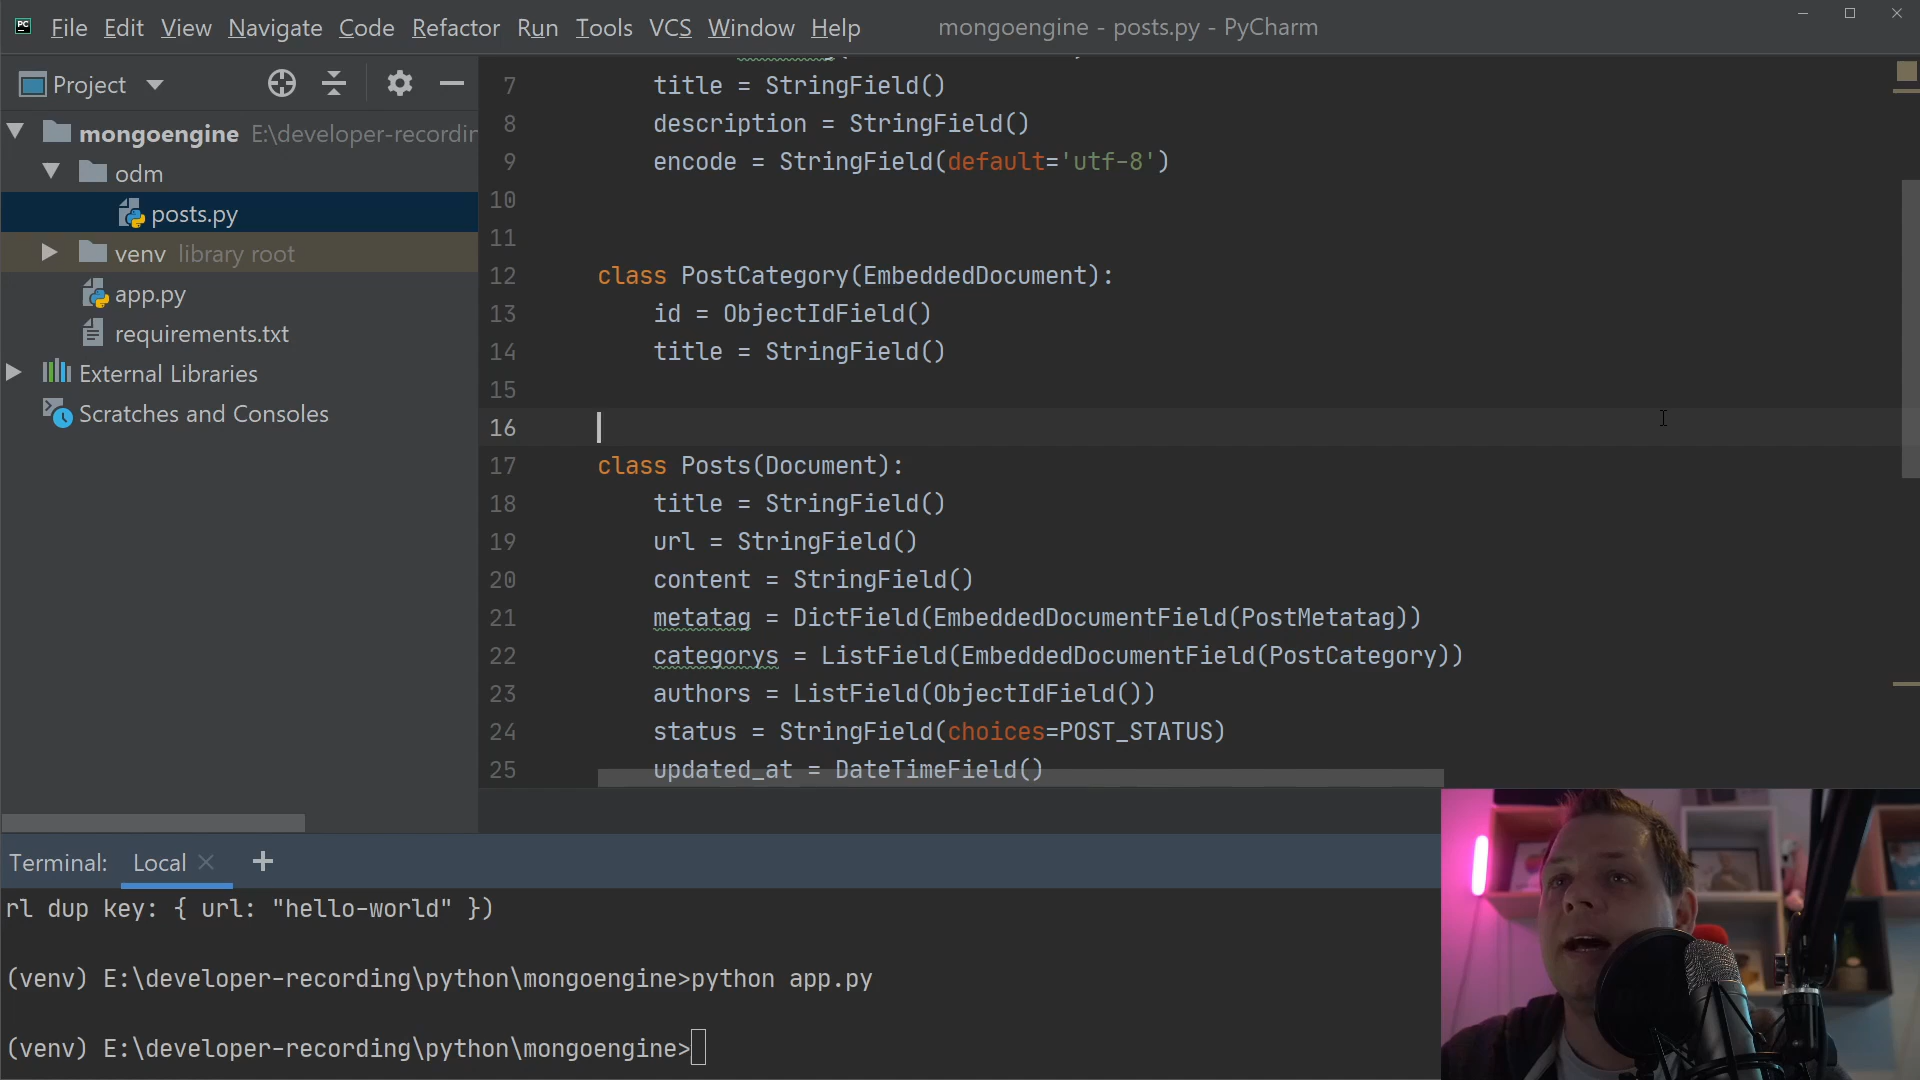 PC File Edit View Navigate Code Refactor Run Tools VCS Window Help mongoengine - posts.py - PyCharm
Project
mongoengine E:\developer-recordin
odm
posts.py
venv library root
app.py
requirements.txt
External Libraries
Scratches and Consoles
7 title = StringField()
8 description = StringField()
9 encode = StringField(default='utf-8')
10
11
12 class PostCategory(EmbeddedDocument):
13 id = ObjectIdField()
14 title = StringField()
15
16
17 class Posts(Document):
18 title = StringField()
19 url = StringField()
20 content = StringField()
21 metatag = DictField(EmbeddedDocumentField(PostMetatag))
22 categorys = ListField(EmbeddedDocumentField(PostCategory))
23 authors = ListField(ObjectIdField())
24 status = StringField(choices=POST_STATUS)
25 updated_at = DateTimeField()
Terminal: Local
rl dup key: { url: "hello-world" })
(venv) E:\developer-recording\python\mongoengine>python app.py
(venv) E:\developer-recording\python\mongoengine>